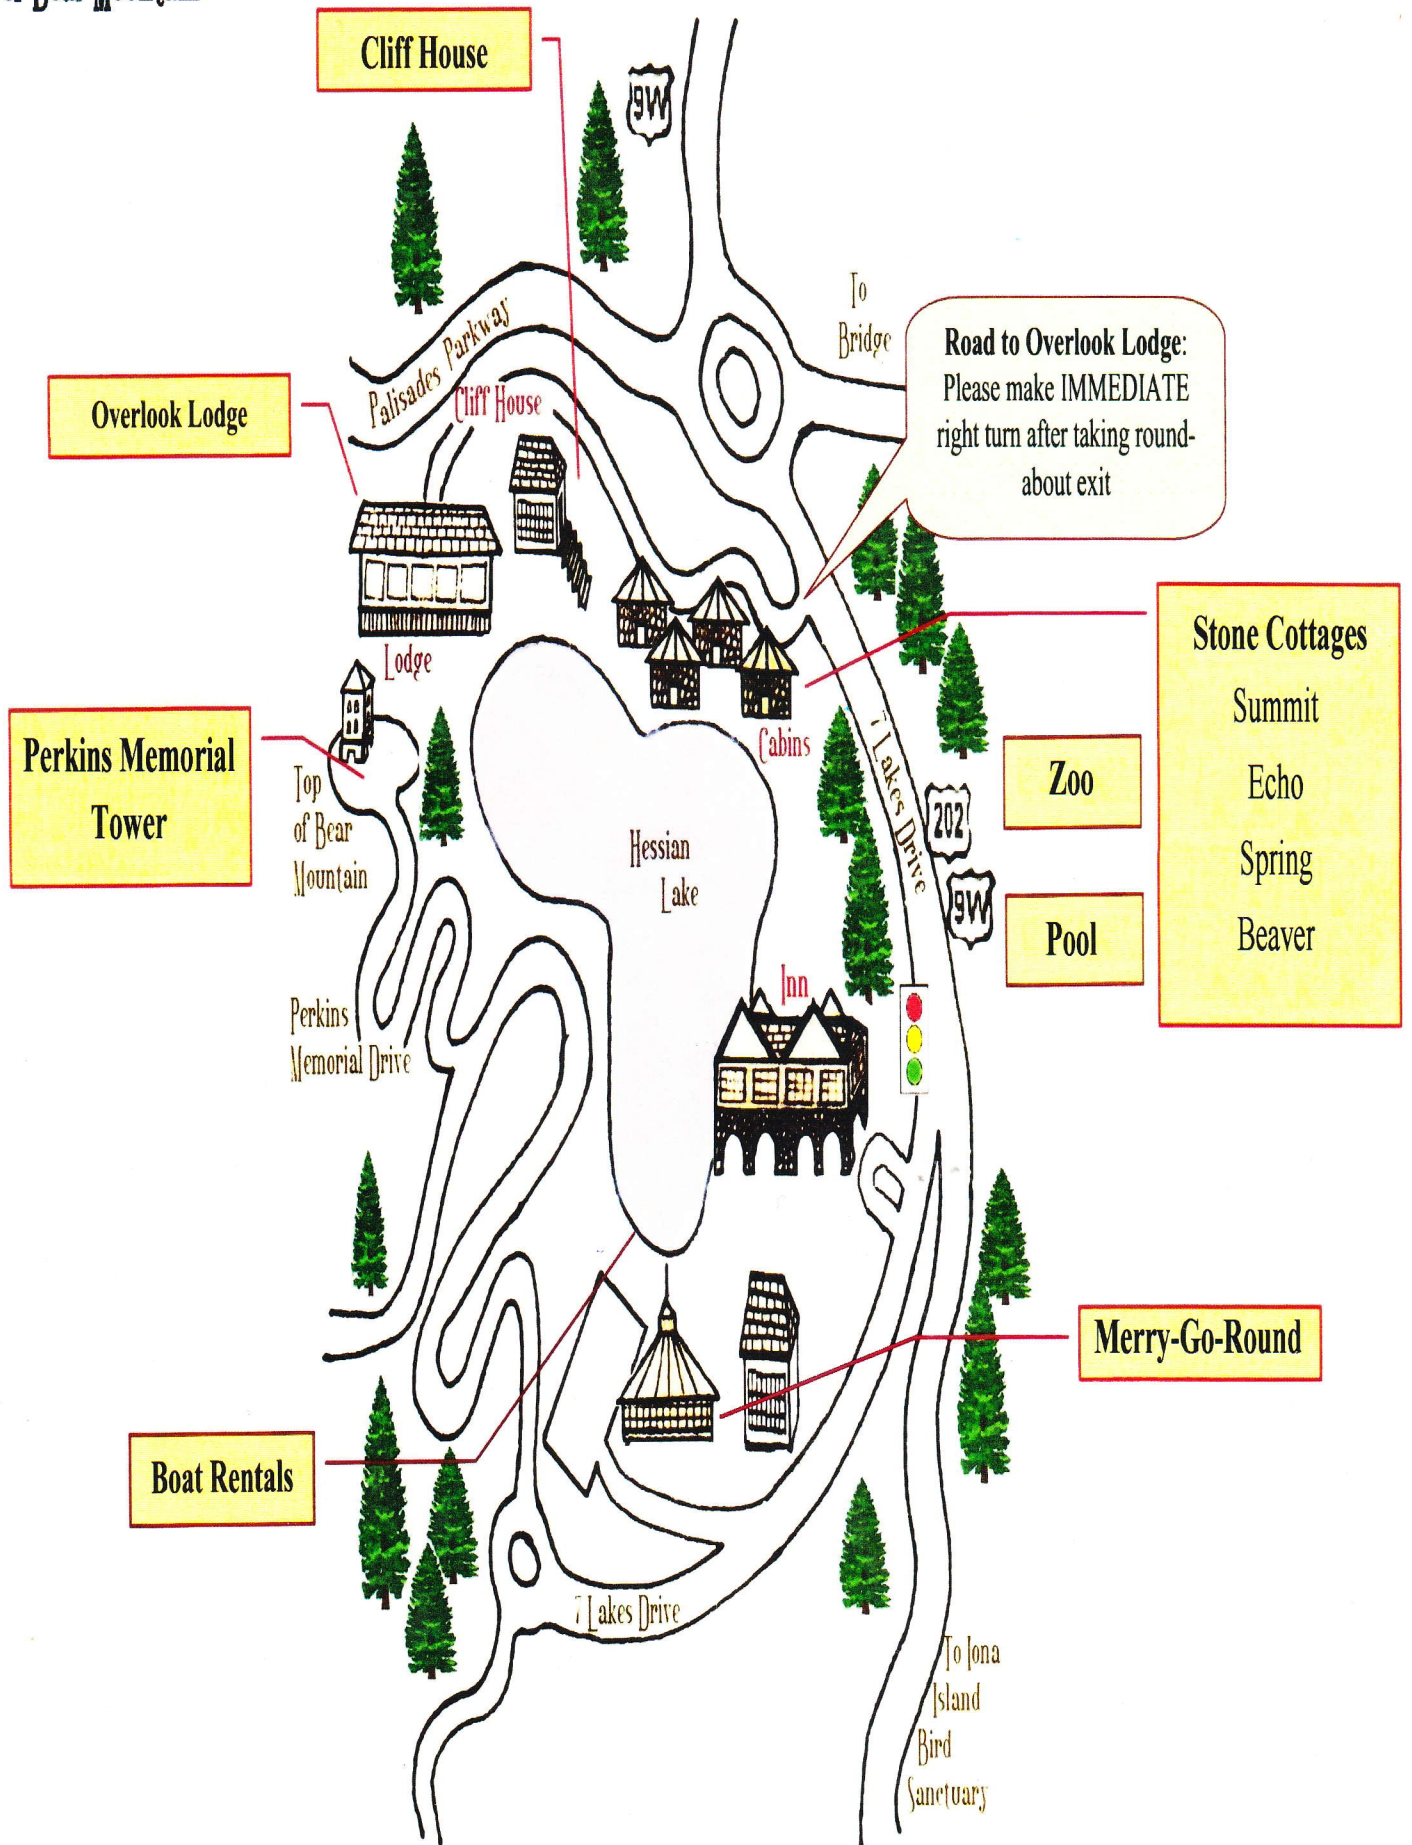 Cliff House
9W
To
Bridge
Road to Overlook Lodge:
Please make IMMEDIATE
right turn after taking round-
about exit
Palisades Parkway
Cliff House
Overlook Lodge
Lodge
Stone Cottages
Summit
Echo
Spring
Beaver
Cabins
Perkins Memorial
Tower
Top
of Bear
Mountain
7 Lakes Drive
Zoo
202
9W
Pool
Hessian
Lake
Inn
Perkins
Memorial Drive
Merry-Go-Round
Boat Rentals
7 Lakes Drive
To Iona
Island
Bird
Sanctuary